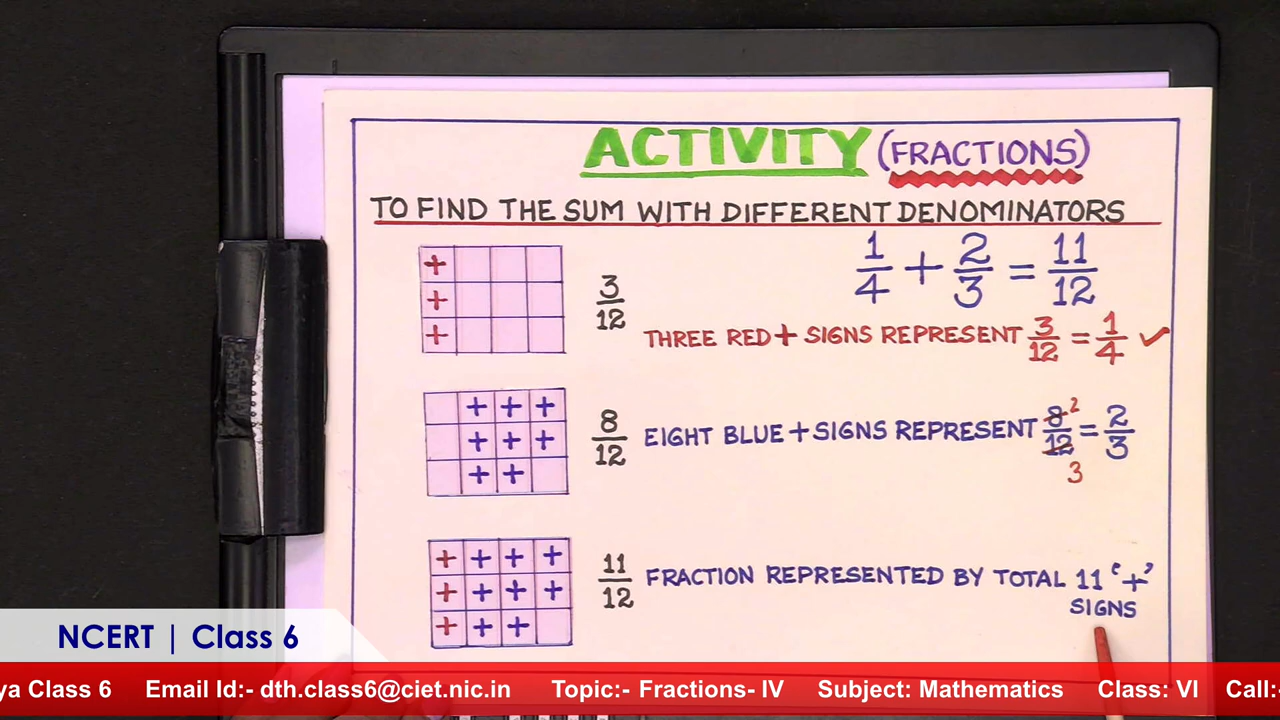 ACTIVITY (FRACTIONS)
TO FIND THE SUM WITH DIFFERENT DENOMINATORS
1/4 + 2/3 = 11/12
+
+
+
3/12
THREE RED + SIGNS REPRESENT 3/12 = 1/4 ✓
+ + +
+ + +
+ +
8/12
EIGHT BLUE + SIGNS REPRESENT 8/12 = 2/3
2
3
+ + + +
+ + + +
+ + +
11/12
FRACTION REPRESENTED BY TOTAL 11 '+'
SIGNS
NCERT | Class 6
ya Class 6 Email Id:- dth.class6@ciet.nic.in Topic:- Fractions- IV Subject: Mathematics Class: VI Call:-